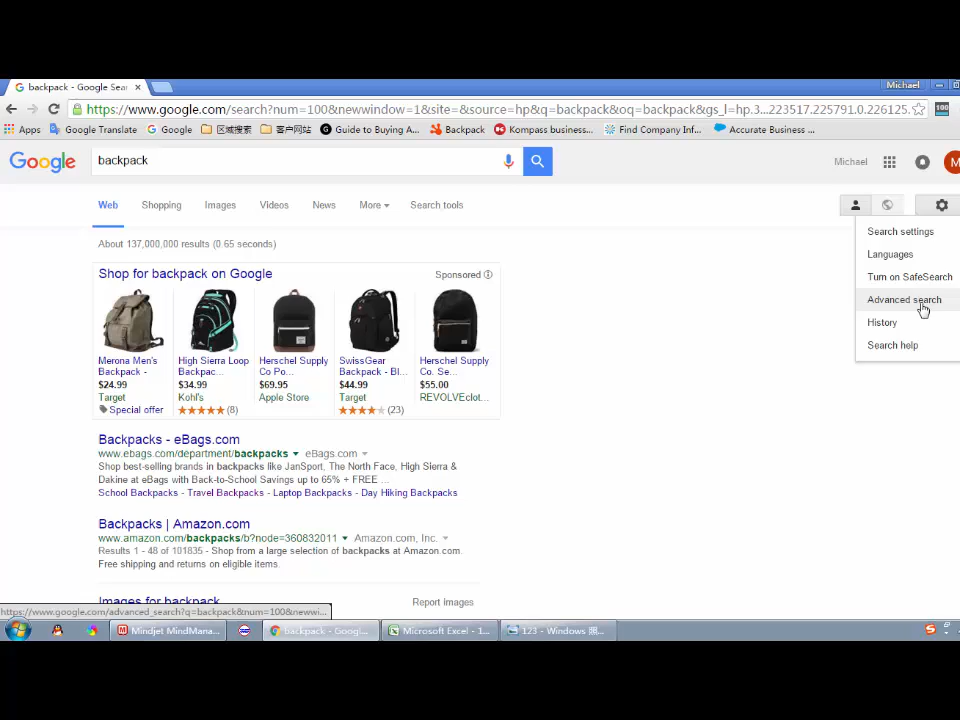 backpack - Google Sea
Michael
https://www.google.com/search?num=100&newwindow=1&site=&source=hp&q=backpack&oq=backpack&gs_l=hp.3...223517.225791.0.226125.
100
Apps Google Translate Google 区域搜索 客户网站 Guide to Buying A... Backpack Kompass business... Find Company Inf... Accurate Business ...
Google backpack Michael M
Web Shopping Images Videos News More Search tools
Search settings
Languages
Turn on SafeSearch
Advanced search
History
Search help
About 137,000,000 results (0.65 seconds)
Shop for backpack on Google Sponsored
Merona Men's Backpack -
$24.99
Target
Special offer
High Sierra Loop Backpac...
$34.99
Kohl's
(8)
Herschel Supply Co Po...
$69.95
Apple Store
SwissGear Backpack - Bl...
$44.99
Target
(23)
Herschel Supply Co. Se...
$55.00
REVOLVEclot...
Backpacks - eBags.com
www.ebags.com/department/backpacks eBags.com
Shop best-selling brands in backpacks like JanSport, The North Face, High Sierra &
Dakine at eBags with Back-to-School Savings up to 65% + FREE ...
School Backpacks - Travel Backpacks - Laptop Backpacks - Day Hiking Backpacks
Backpacks | Amazon.com
www.amazon.com/backpacks/b?node=360832011 Amazon.com, Inc.
Results 1 - 48 of 101835 - Shop from a large selection of backpacks at Amazon.com.
Free shipping and returns on eligible items.
Images for backpack Report images
https://www.google.com/advanced_search?q=backpack&num=100&newwi...
Mindjet MindMana... backpack - Googl... Microsoft Excel - 1... 123 - Windows 照...